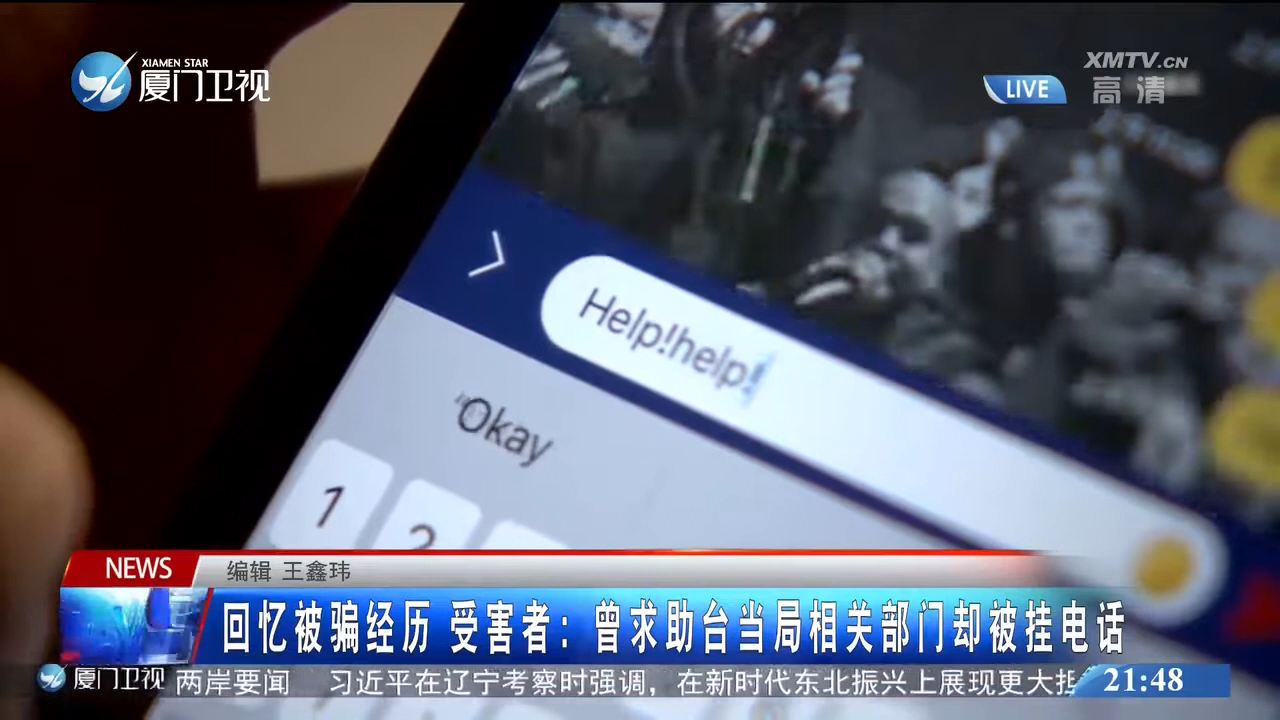 XIAMEN STAR
厦门卫视
LIVE
XMTV.CN
高清
Help!help!
"Okay
1 2
NEWS
编辑 王鑫玮
回忆被骗经历 受害者：曾求助台当局相关部门却被挂电话
厦门卫视 两岸要闻 习近平在辽宁考察时强调，在新时代东北振兴上展现更大担
21:48